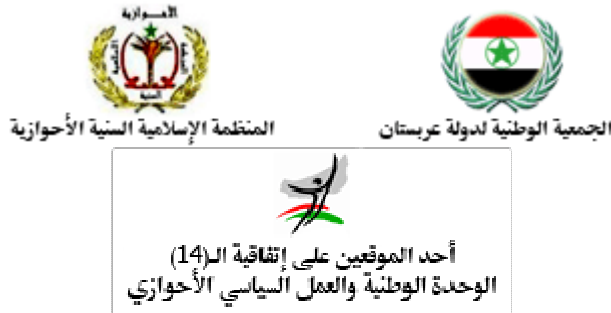 الأحوازية
المنظمة الإسلامية السنية الأحوازية
الجمعية الوطنية لدولة عربستان
أحد الموقعين على إتفاقية الـ(14)
الوحدة الوطنية والعمل السياسي الأحوازي